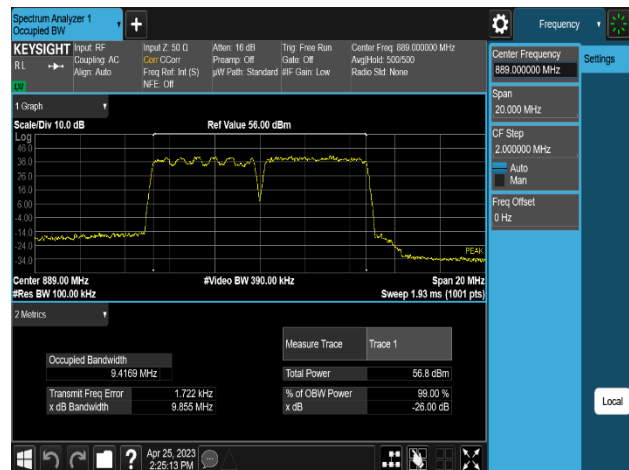 Spectrum Analyzer 1
Occupied BW
Frequency
KEYSIGHT
R L
LW
Input: RF
Coupling: AC
Align: Auto
Input Z: 50 Ω
Corr CCorr
Freq Ref: Int (S)
NFE: Off
Atten: 16 dB
Preamp: Off
µW Path: Standard
Trig: Free Run
Gate: Off
#IF Gain: Low
Center Freq: 889.000000 MHz
Avg|Hold: 500/500
Radio Std: None
Center Frequency
889.000000 MHz
Settings
Span
20.000 MHz
CF Step
2.000000 MHz
Auto
Man
Freq Offset
0 Hz
Local
1 Graph
Scale/Div 10.0 dB
Ref Value 56.00 dBm
Log
46.0
36.0
26.0
16.0
6.00
-4.00
-14.0
-24.0
-34.0
PEAK
Center 889.00 MHz
#Video BW 390.00 kHz
Span 20 MHz
#Res BW 100.00 kHz
Sweep 1.93 ms (1001 pts)
2 Metrics
Measure Trace
Trace 1
Occupied Bandwidth
9.4169 MHz
Total Power
56.8 dBm
Transmit Freq Error
1.722 kHz
% of OBW Power
99.00 %
x dB Bandwidth
9.855 MHz
x dB
-26.00 dB
?
Apr 25, 2023
2:25:13 PM